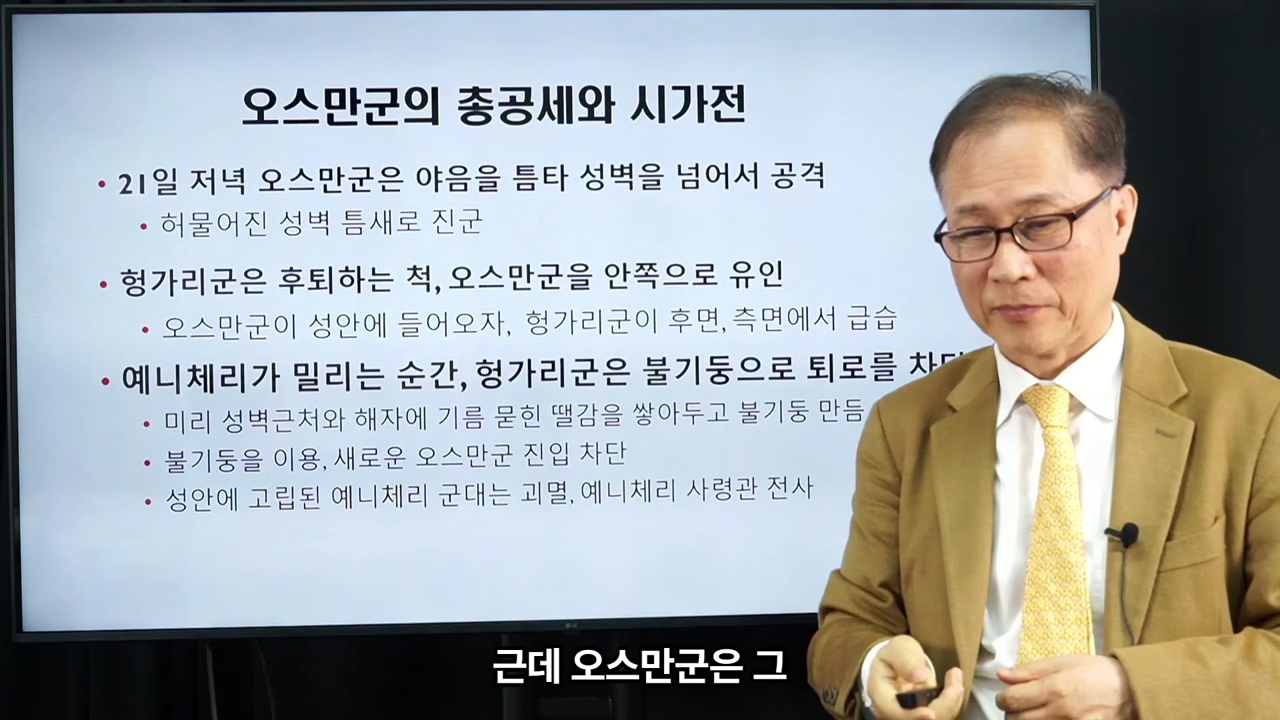 오스만군의 총공세와 시가전
• 21일 저녁 오스만군은 야음을 틈타 성벽을 넘어서 공격
• 허물어진 성벽 틈새로 진군
• 헝가리군은 후퇴하는 척, 오스만군을 안쪽으로 유인
• 오스만군이 성안에 들어오자, 헝가리군이 후면, 측면에서 급습
• 예니체리가 밀리는 순간, 헝가리군은 불기둥으로 퇴로를
• 미리 성벽근처와 해자에 기름 묻힌 땔감을 쌓아두고 불기둥 만듬
• 불기둥을 이용, 새로운 오스만군 진입 차단
• 성안에 고립된 예니체리 군대는 괴멸, 예니체리 사령관 전사
LG
근데 오스만군은 그